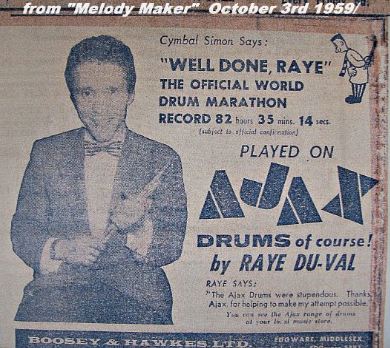 from "Melody Maker" October 3rd 1959/
Cymbal Simon Says:
"WELL DONE, RAYE"
THE OFFICIAL WORLD
DRUM MARATHON
RECORD 82 hours 35 mins. 14 secs.
(subject to official confirmation)
PLAYED ON
AJAX
DRUMS of course!
by RAYE DU-VAL
RAYE SAYS:
"The Ajax Drums were stupendous. Thanks
Ajax, for helping to make my attempt possible.
You can see the Ajax range of drums
at your local music store.
BOOSEY & HAWKES LTD. EDGWARE, MIDDLESEX